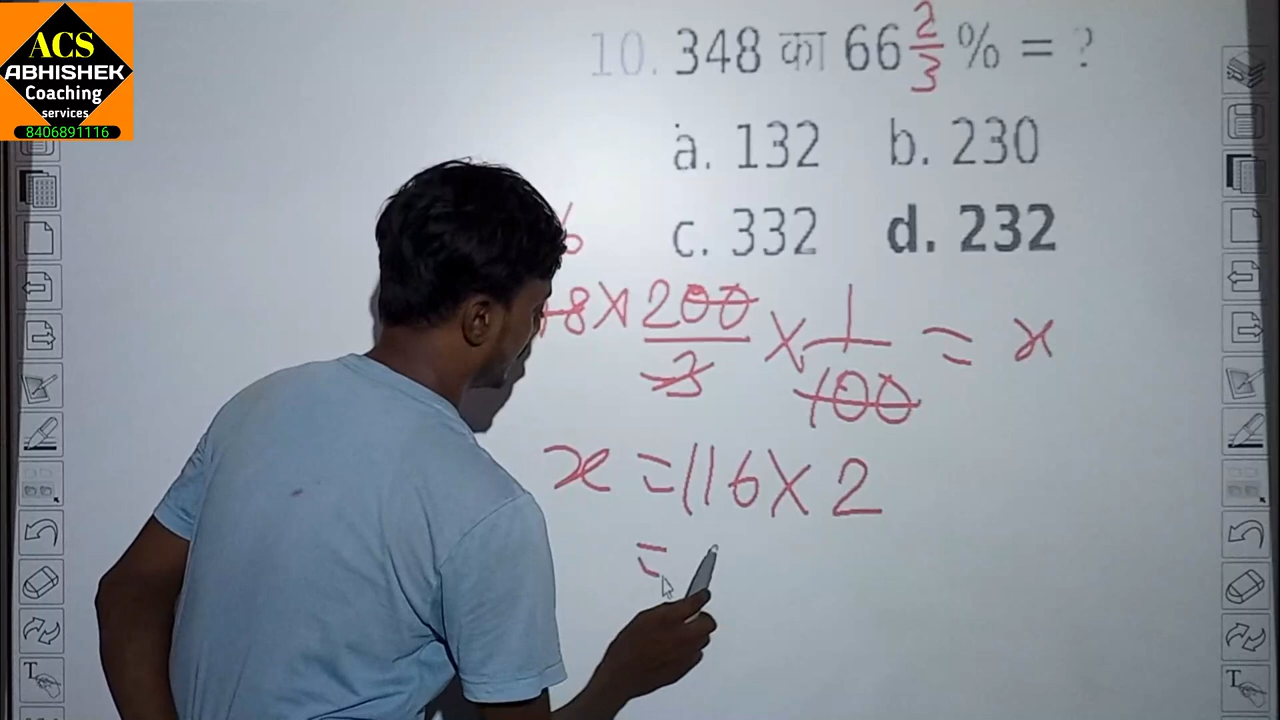 ACS
ABHISHEK
Coaching
services
8406891116
10. 348 का 66 2/3 % = ?
a. 132 b. 230
c. 332 d. 232
6
8 × 200/3 × 1/100 = x
x = 116 × 2
=
T
T